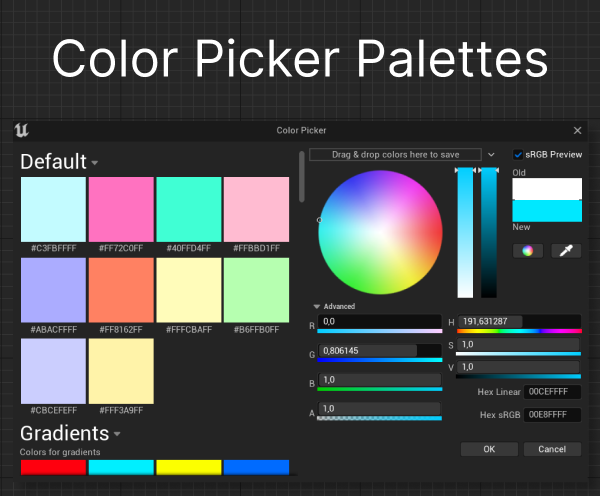 Color Picker Palettes
Color Picker
Default
#C3FBFFFF #FF72C0FF #40FFD4FF #FFBBD1FF
#ABACFFFF #FF8162FF #FFFCBAFF #B6FFB0FF
#CBCEFEFF #FFF3A9FF
Gradients
Colors for gradients
Drag & drop colors here to save
sRGB Preview
Old
New
Advanced
R 0,0
G 0,806145
B 1,0
A 1,0
H 191,631287
S 1,0
V 1,0
Hex Linear 00CEFFFF
Hex sRGB 00E8FFFF
OK Cancel